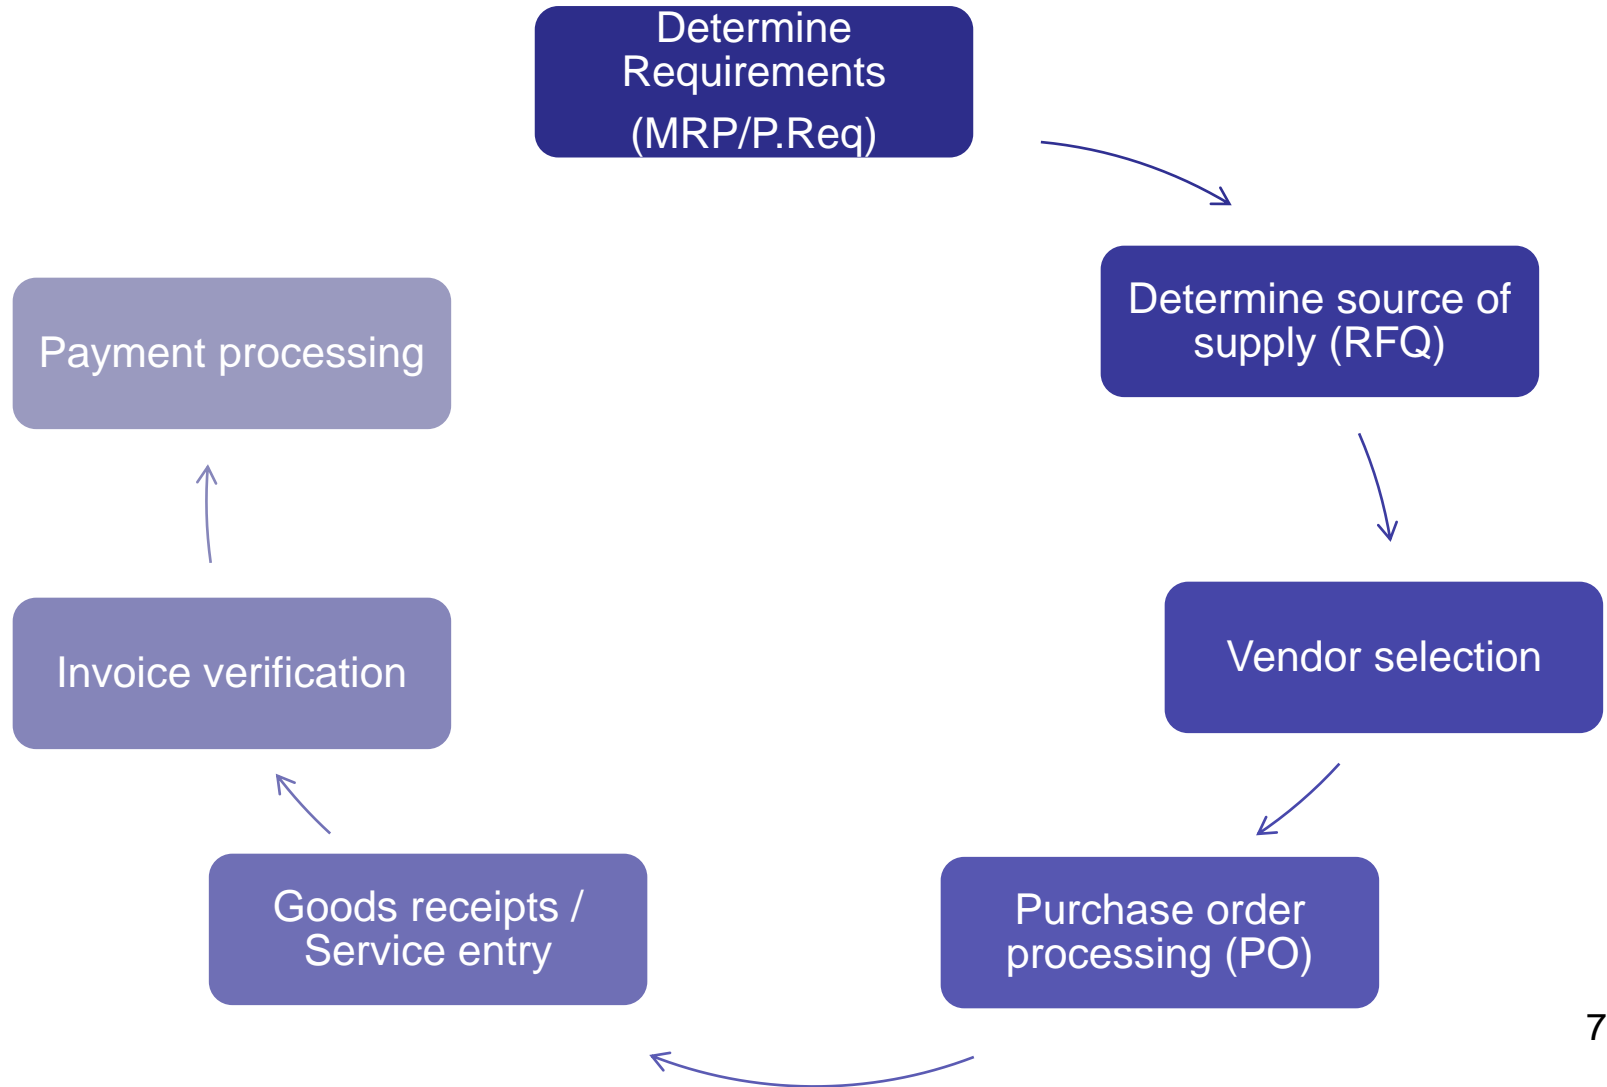 Determine
Requirements
(MRP/P.Req)
Determine source of
supply (RFQ)
Vendor selection
Purchase order
processing (PO)
Goods receipts /
Service entry
Invoice verification
Payment processing
7